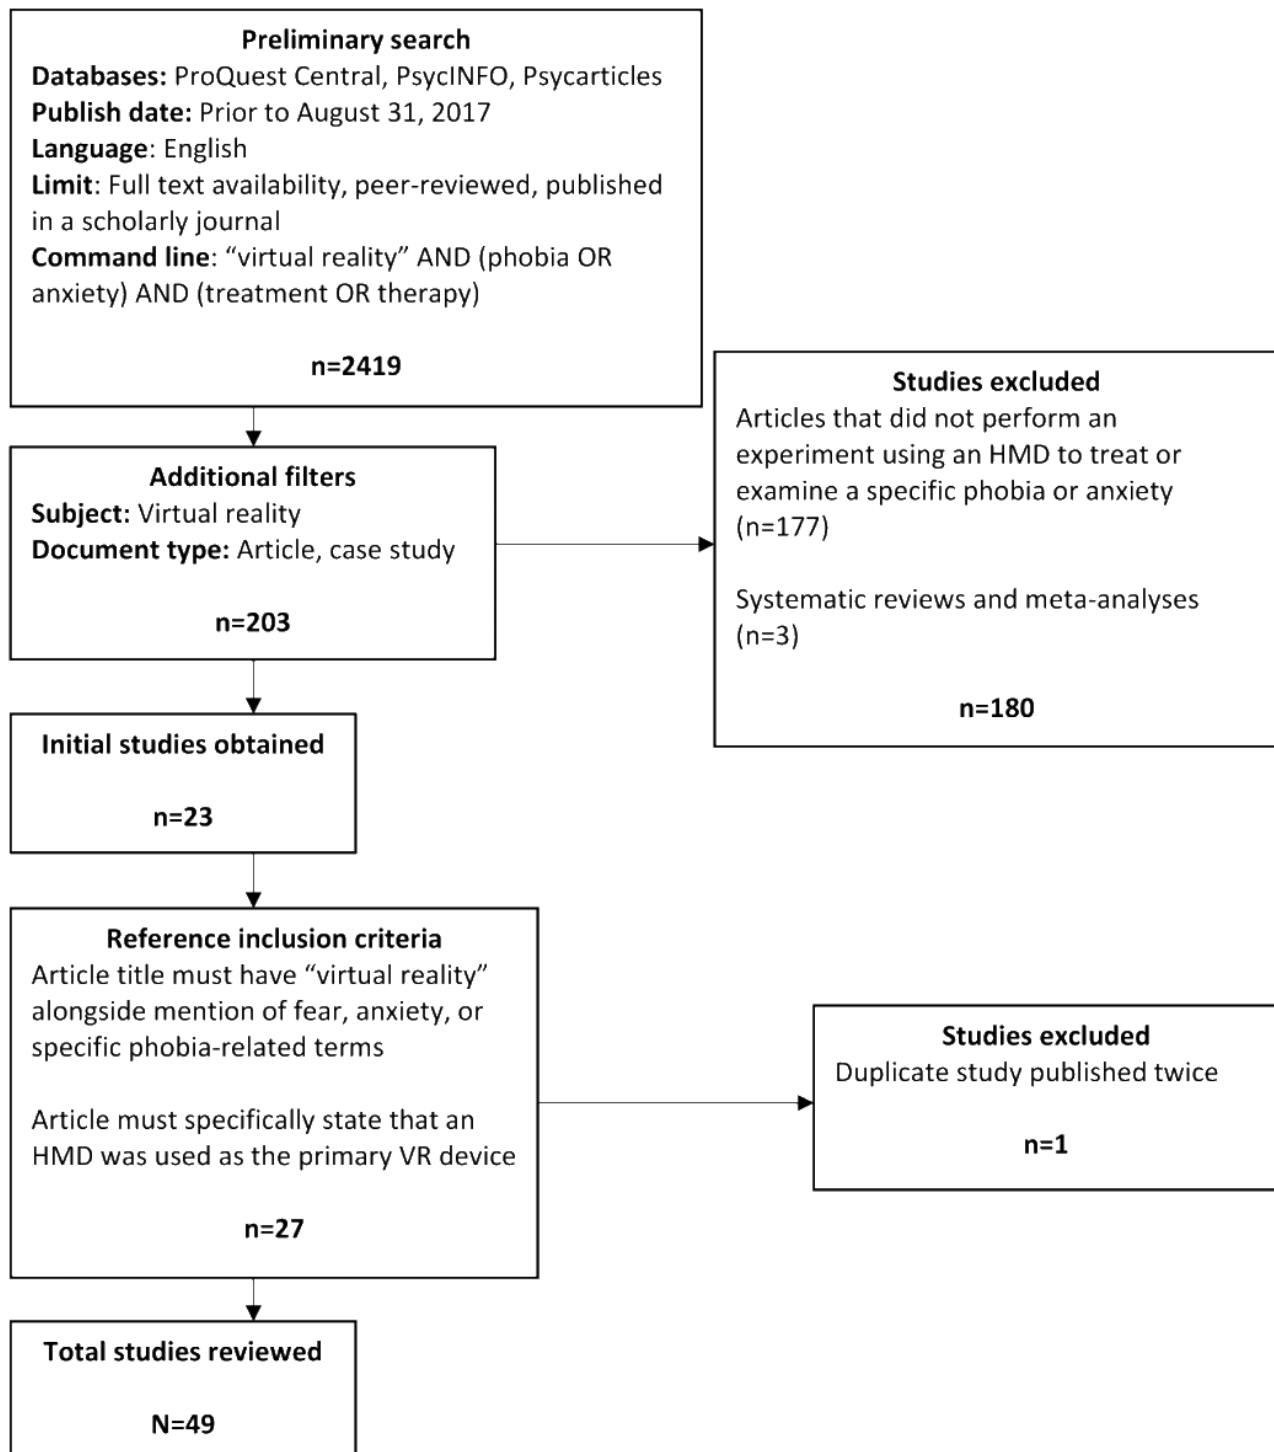 Preliminary search
Databases: ProQuest Central, PsycINFO, Psycarticles
Publish date: Prior to August 31, 2017
Language: English
Limit: Full text availability, peer-reviewed, published
in a scholarly journal
Command line: “virtual reality” AND (phobia OR
anxiety) AND (treatment OR therapy)
n=2419
Additional filters
Subject: Virtual reality
Document type: Article, case study
n=203
Studies excluded
Articles that did not perform an
experiment using an HMD to treat or
examine a specific phobia or anxiety
(n=177)
Systematic reviews and meta-analyses
(n=3)
n=180
Initial studies obtained
n=23
Reference inclusion criteria
Article title must have “virtual reality”
alongside mention of fear, anxiety, or
specific phobia-related terms
Article must specifically state that an
HMD was used as the primary VR device
n=27
Studies excluded
Duplicate study published twice
n=1
Total studies reviewed
N=49